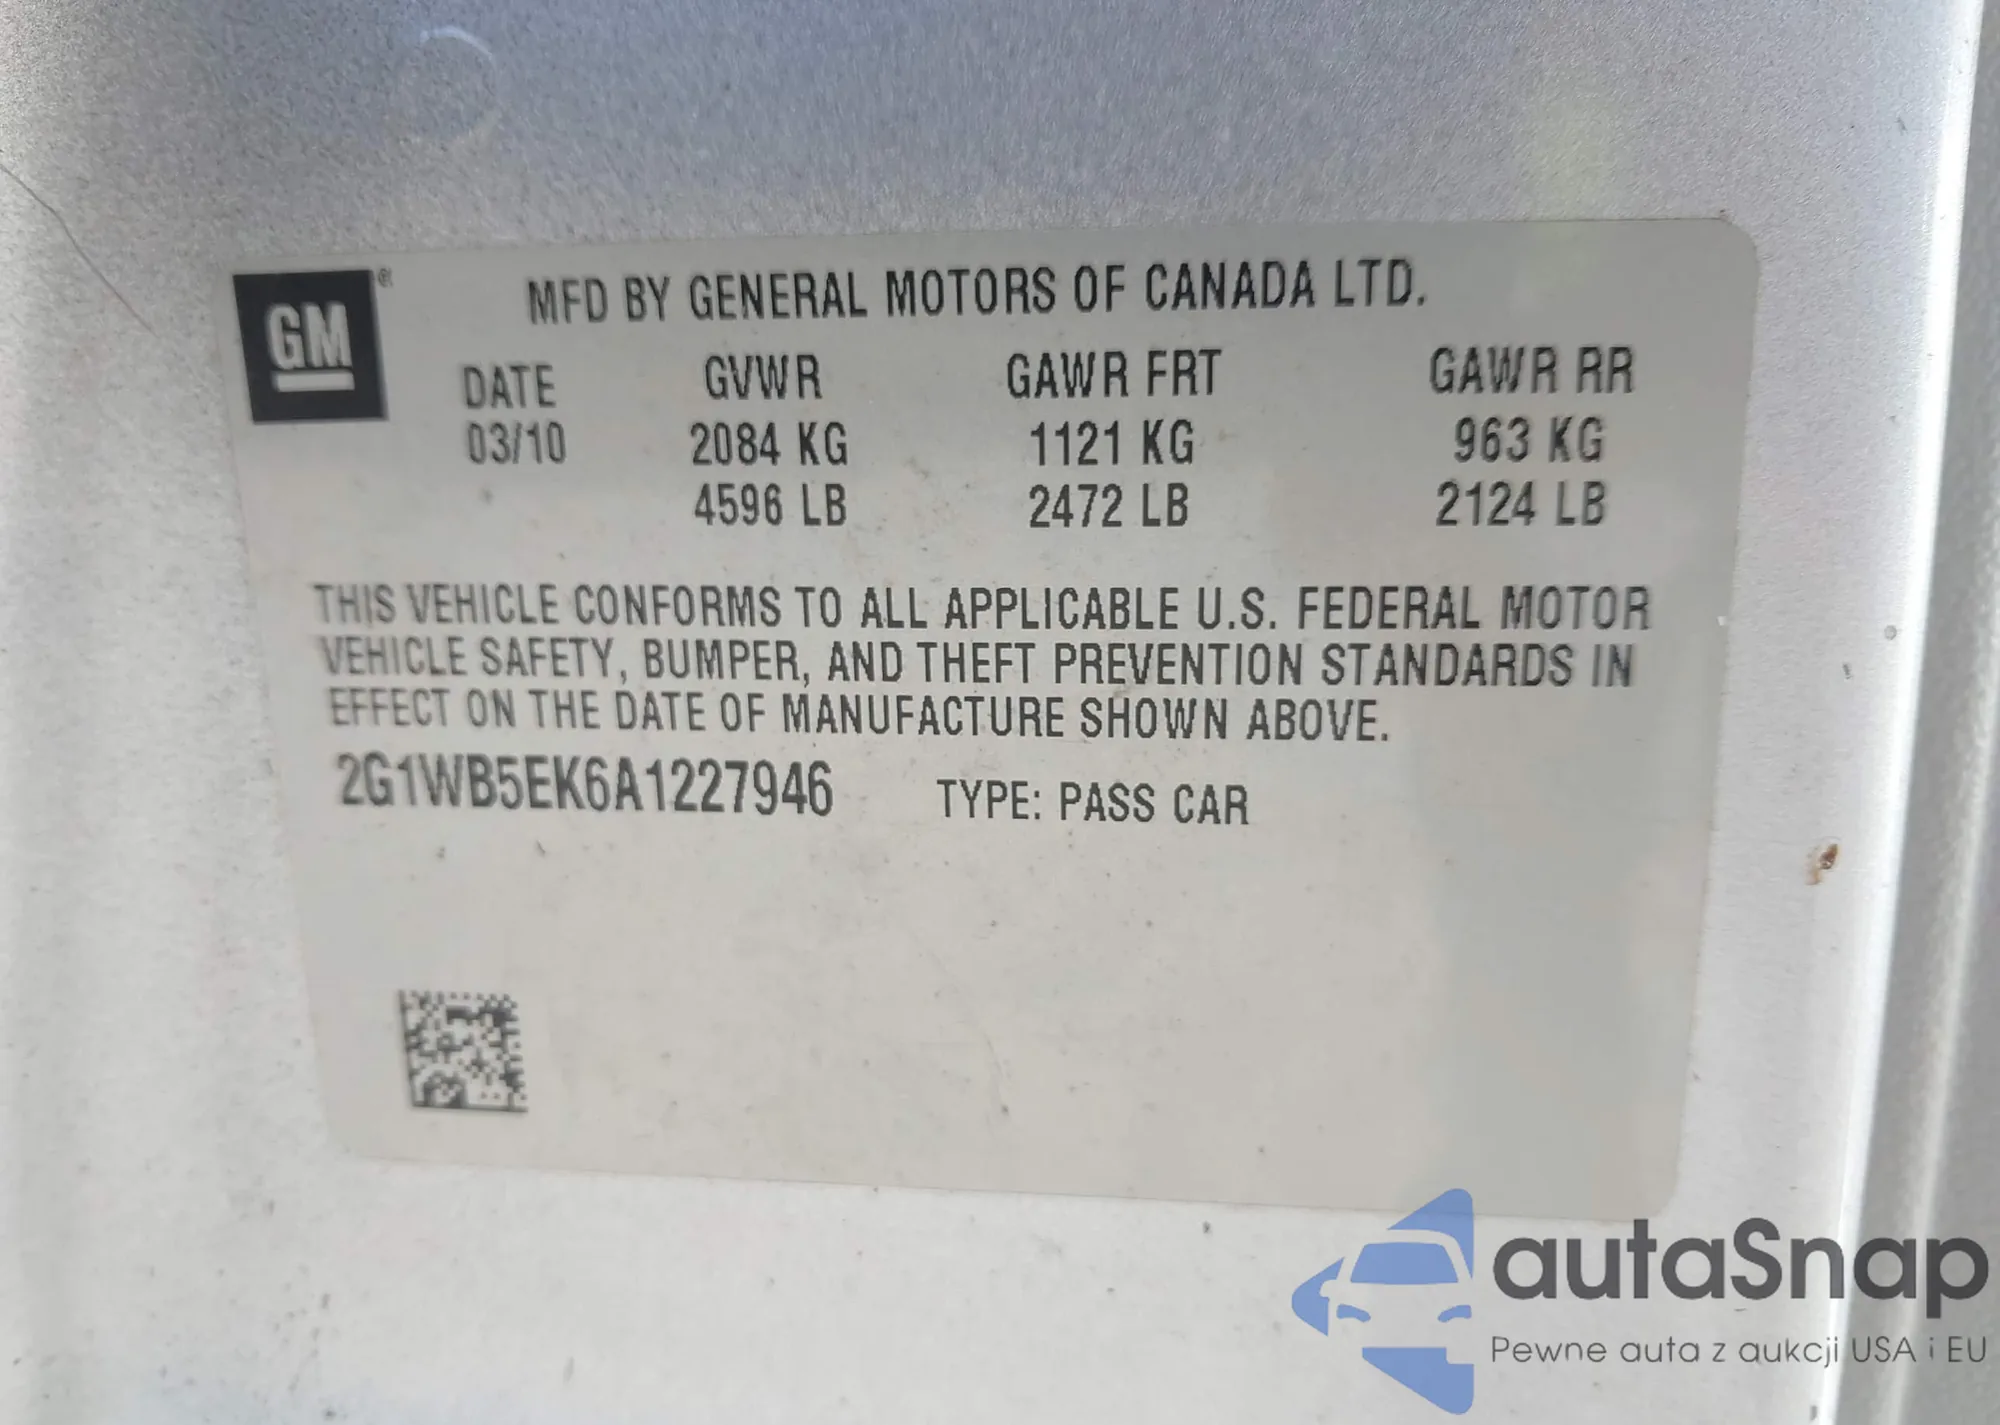 GM ®
MFD BY GENERAL MOTORS OF CANADA LTD.
DATE GVWR GAWR FRT GAWR RR
03/10 2084 KG 1121 KG 963 KG
4596 LB 2472 LB 2124 LB
THIS VEHICLE CONFORMS TO ALL APPLICABLE U.S. FEDERAL MOTOR
VEHICLE SAFETY, BUMPER, AND THEFT PREVENTION STANDARDS IN
EFFECT ON THE DATE OF MANUFACTURE SHOWN ABOVE.
2G1WB5EK6A1227946 TYPE: PASS CAR
autaSnap
Pewne auta z aukcji USA i EU